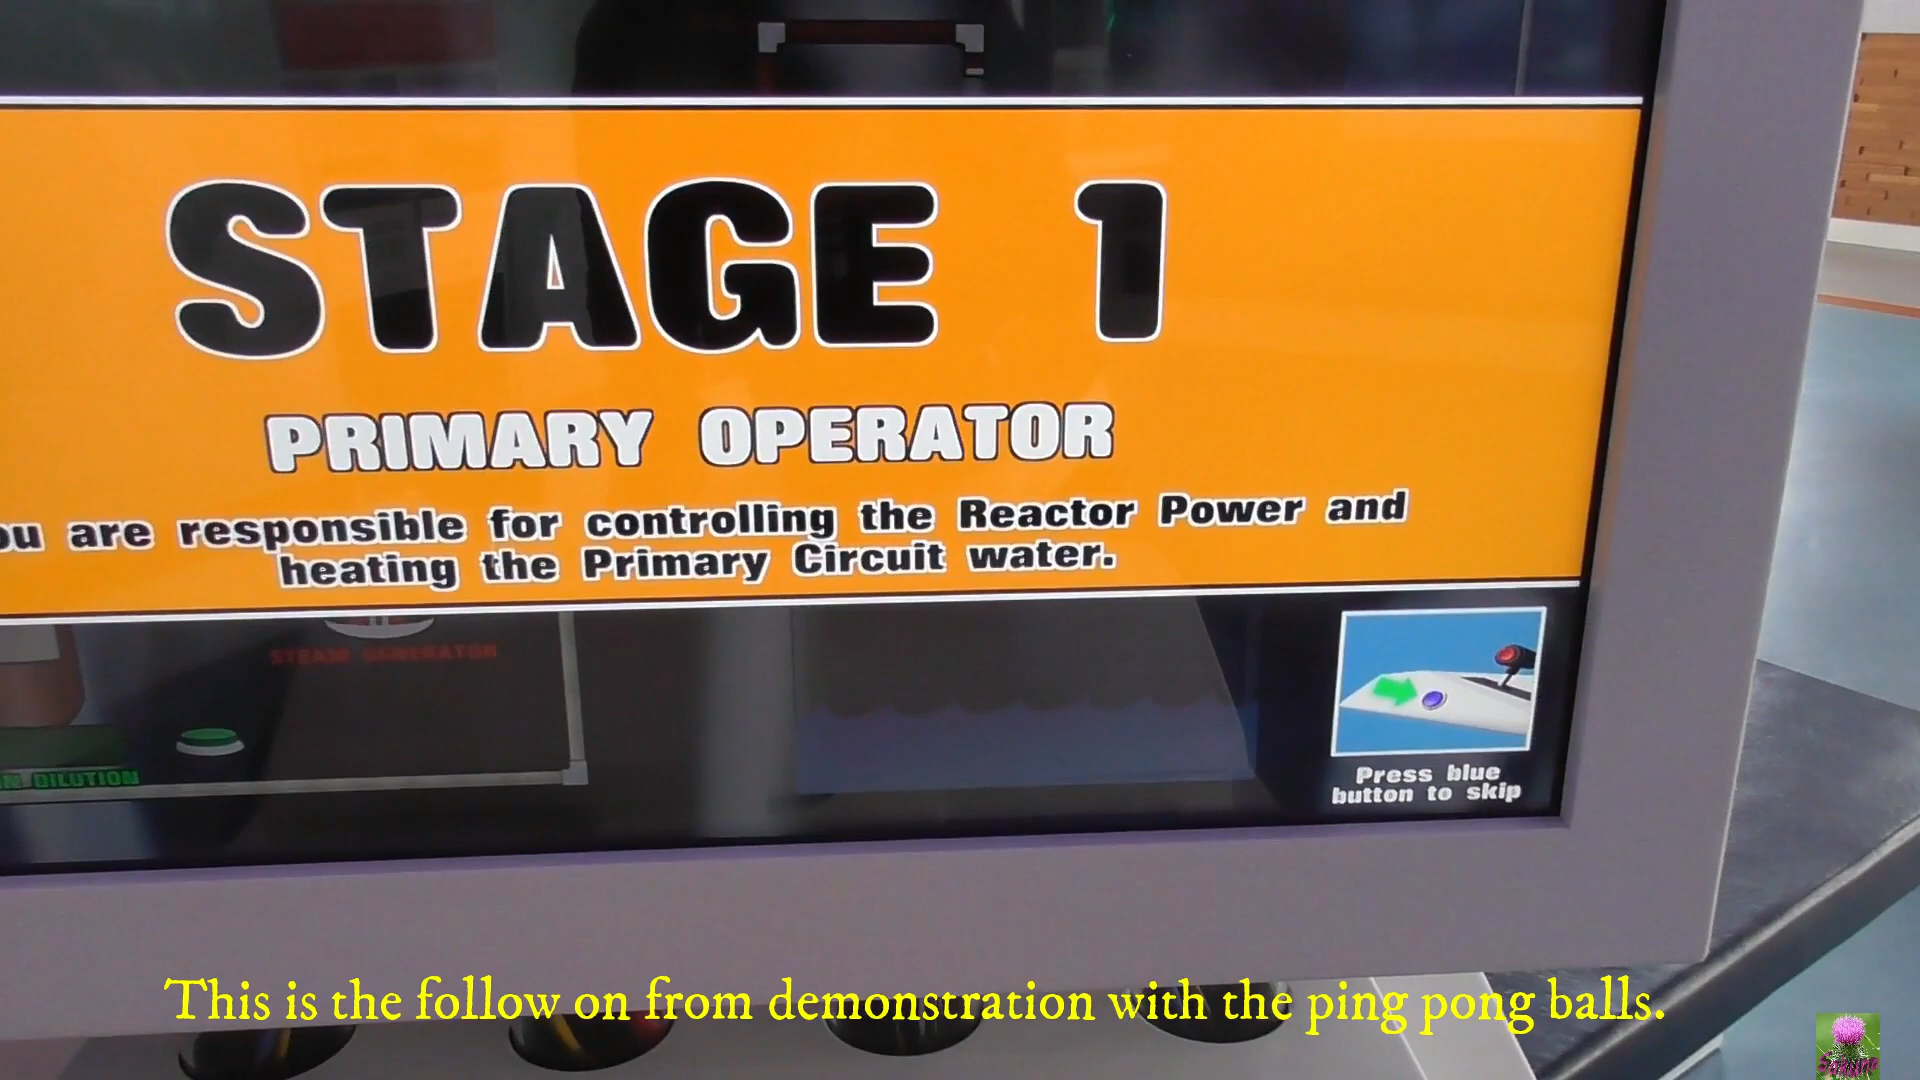 STAGE 1
PRIMARY OPERATOR
are responsible for controlling the Reactor Power and
heating the Primary Circuit water.
STEAM GENERATOR
DILUTION
Press blue
button to skip
This is the follow on from demonstration with the ping pong balls.
Sakura